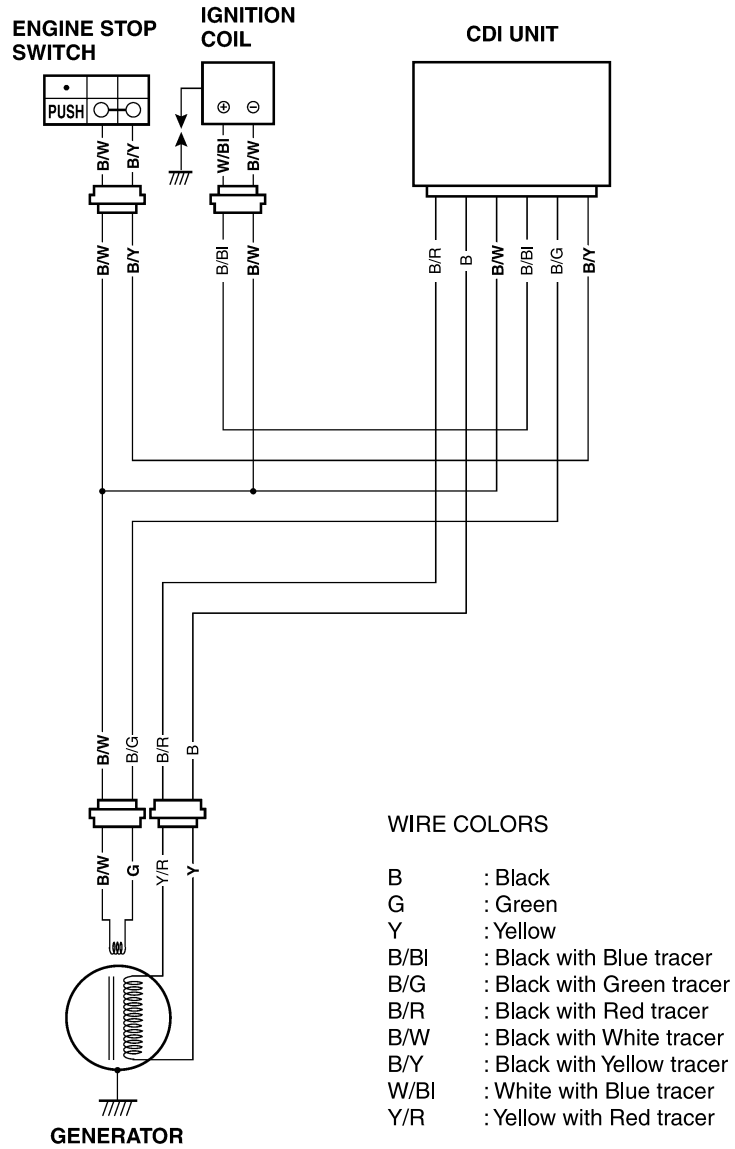 ENGINE STOP
SWITCH
IGNITION
COIL
CDI UNIT
PUSH
+
−
B/W
B/Y
W/Bl
B/W
B/W
B/Y
B/Bl
B/W
B/R
B
B/W
B/Bl
B/G
B/Y
B/W
B/G
B/R
B
B/W
G
Y/R
Y
GENERATOR
WIRE COLORS
B : Black
G : Green
Y : Yellow
B/Bl : Black with Blue tracer
B/G : Black with Green tracer
B/R : Black with Red tracer
B/W : Black with White tracer
B/Y : Black with Yellow tracer
W/Bl : White with Blue tracer
Y/R : Yellow with Red tracer